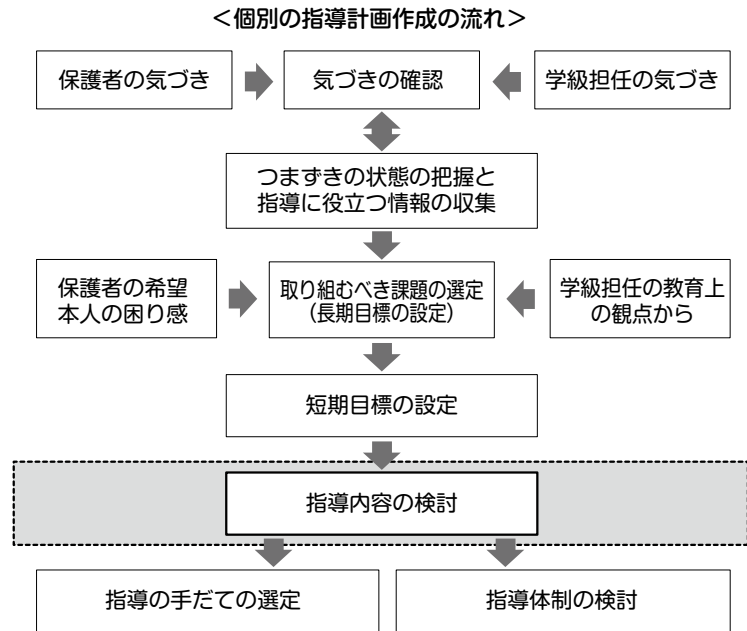 ＜個別の指導計画作成の流れ＞
保護者の気づき
気づきの確認
学級担任の気づき
つまずきの状態の把握と
指導に役立つ情報の収集
保護者の希望
本人の困り感
取り組むべき課題の選定
（長期目標の設定）
学級担任の教育上
の観点から
短期目標の設定
指導内容の検討
指導の手だての選定
指導体制の検討